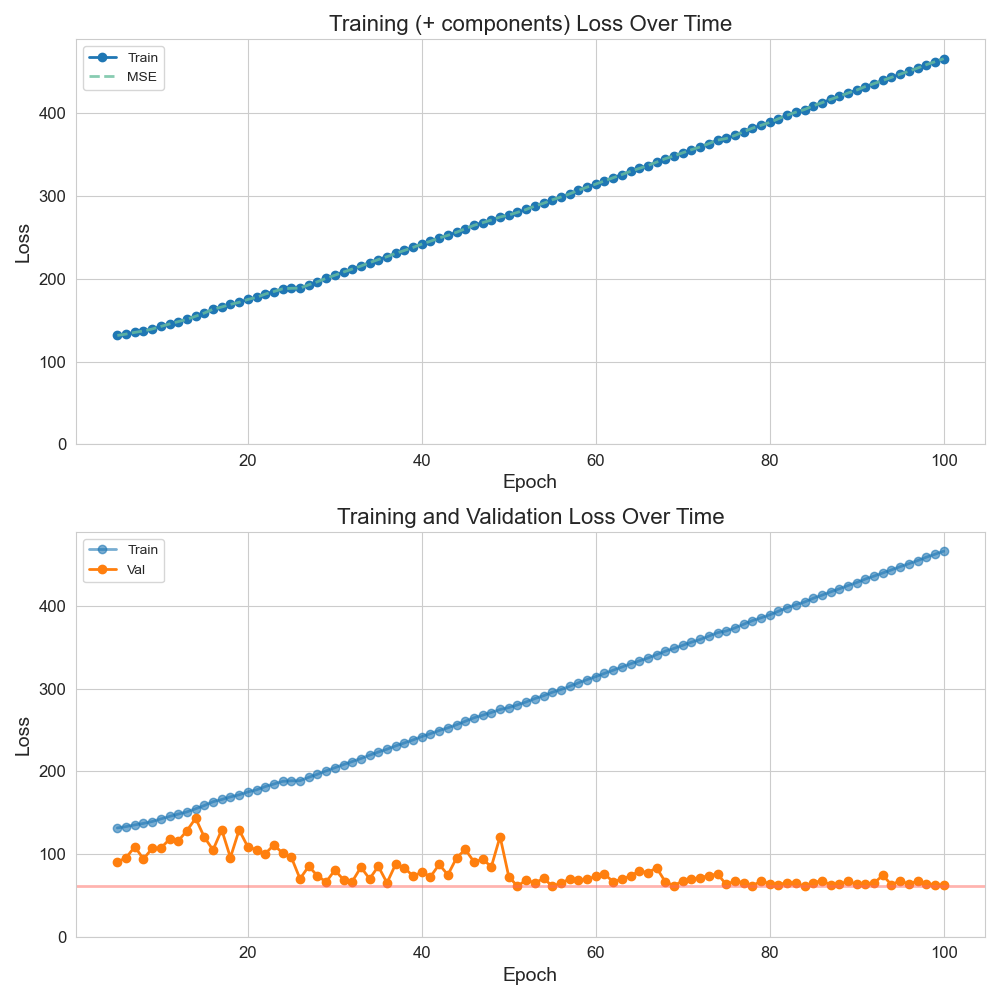 Training (+ components) Loss Over Time
Train
MSE
Loss
400
300
200
100
0
20 40 60 80 100
Epoch
Training and Validation Loss Over Time
Train
Val
Loss
400
300
200
100
0
20 40 60 80 100
Epoch